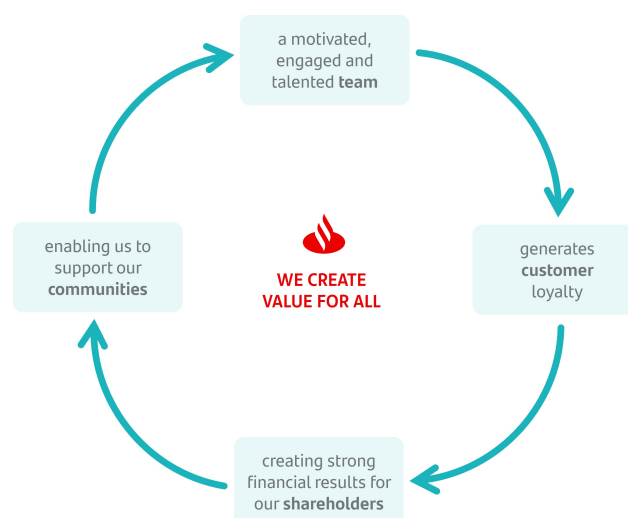 a motivated,
engaged and
talented team
generates
customer
loyalty
creating strong
financial results for
our shareholders
enabling us to
support our
communities
WE CREATE
VALUE FOR ALL